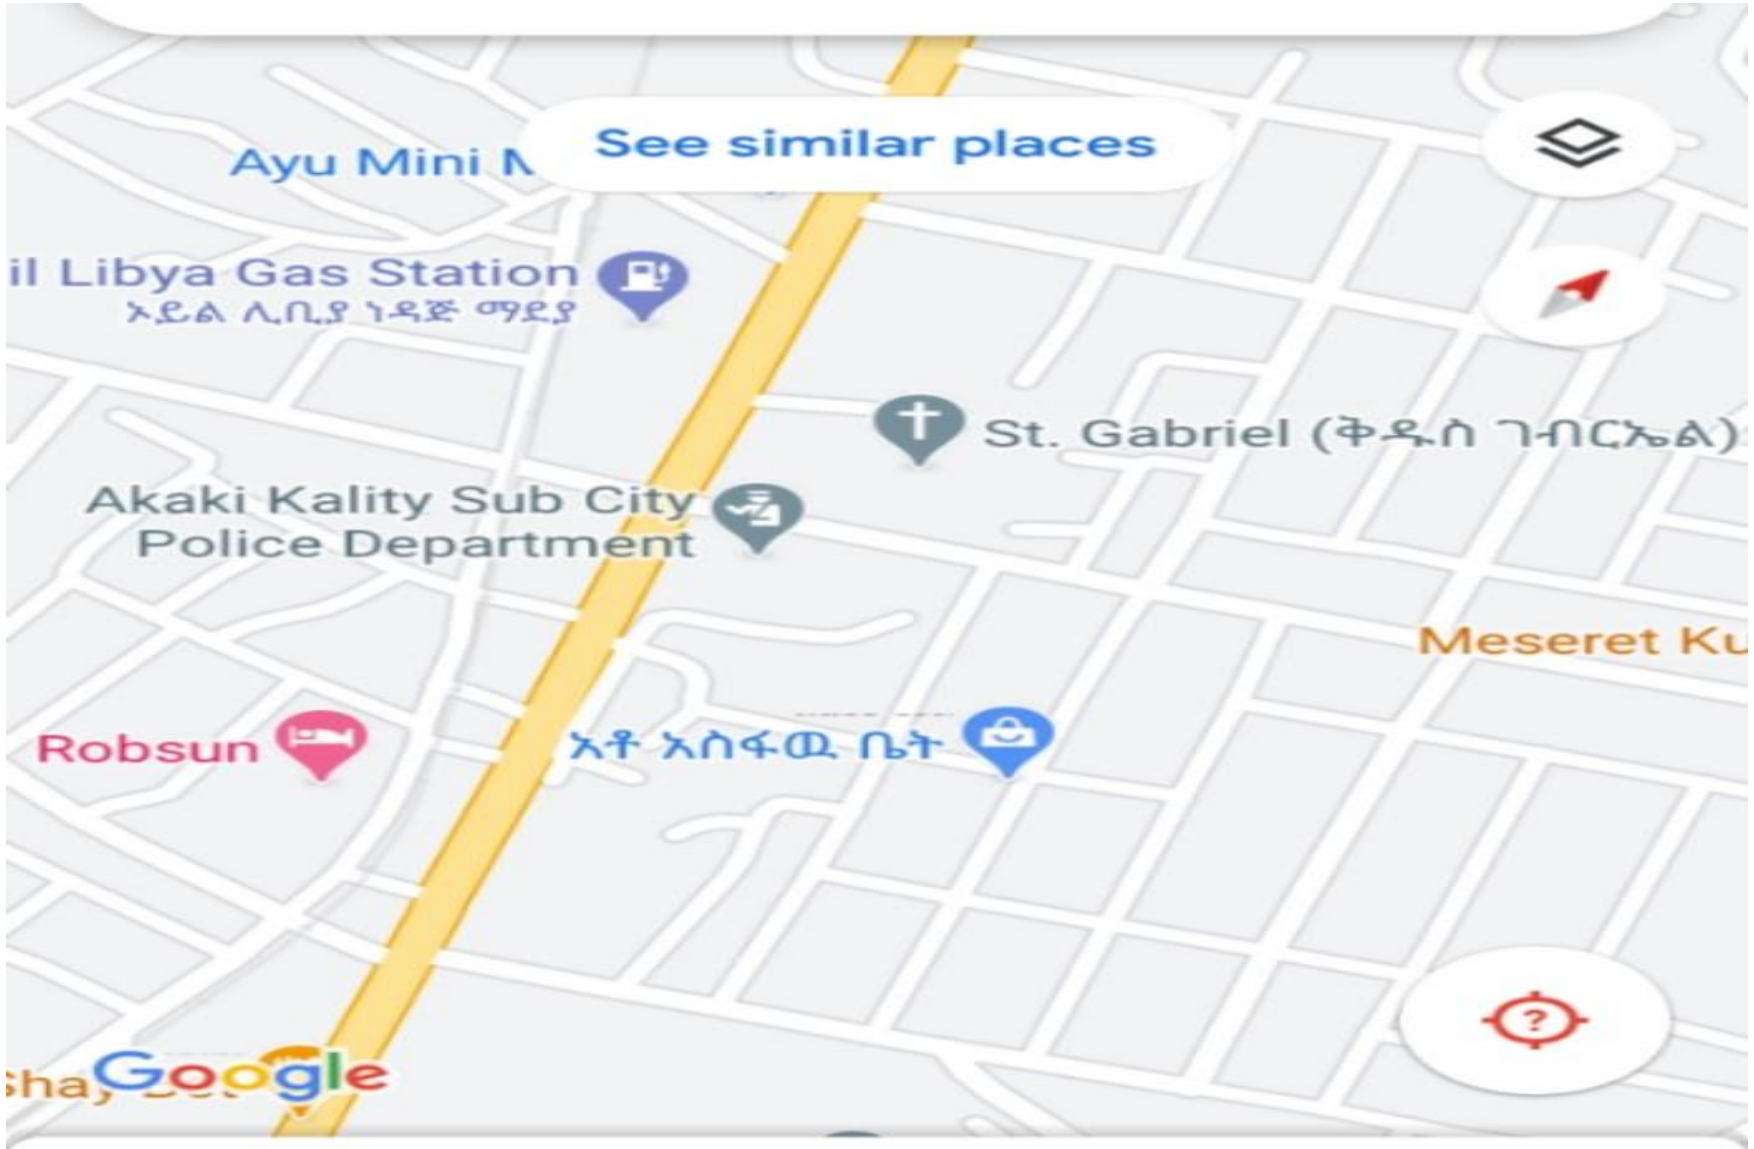 See similar places
Ayu Mini
il Libya Gas Station
ኦይል ሊቢያ ነዳጅ ማደያ
St. Gabriel (ቅዱስ ገብርኤል)
Akaki Kality Sub City
Police Department
Meseret Ku
Robsun
አቶ አስፋዉ ቤት
Google